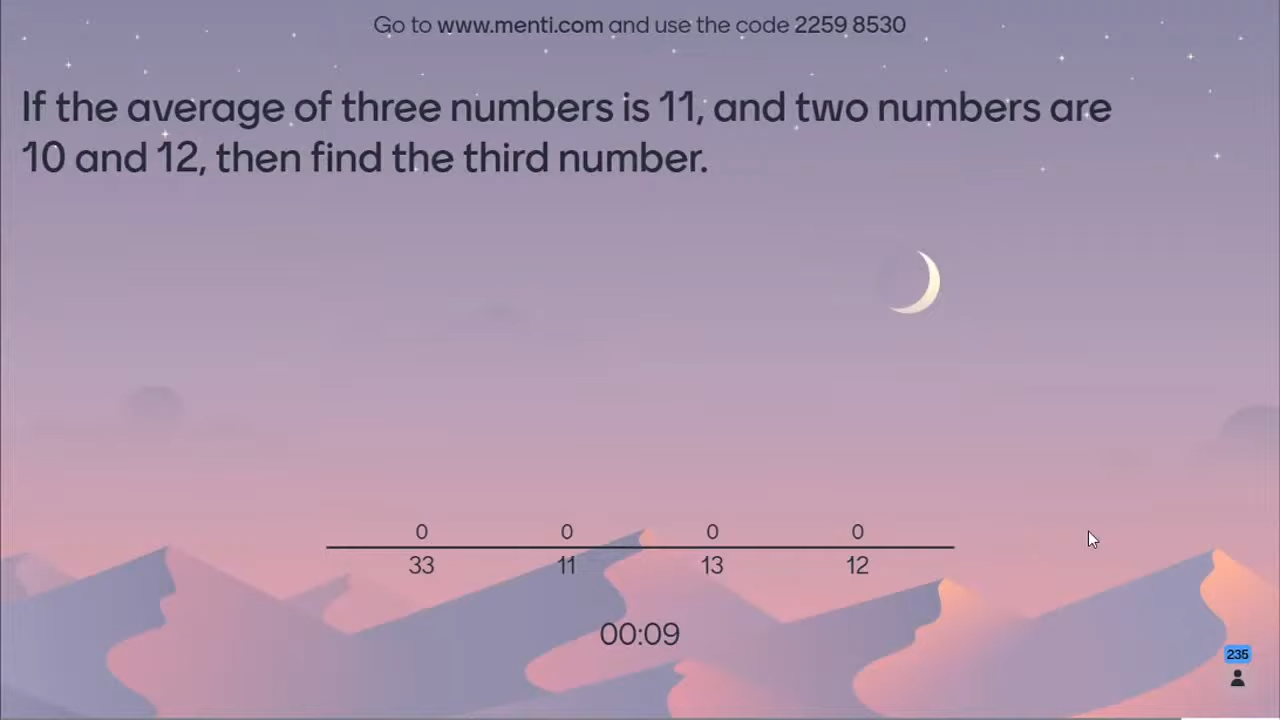 Go to www.menti.com and use the code 2259 8530
If the average of three numbers is 11, and two numbers are
10 and 12, then find the third number.
0 0 0 0
33 11 13 12
00:09
235